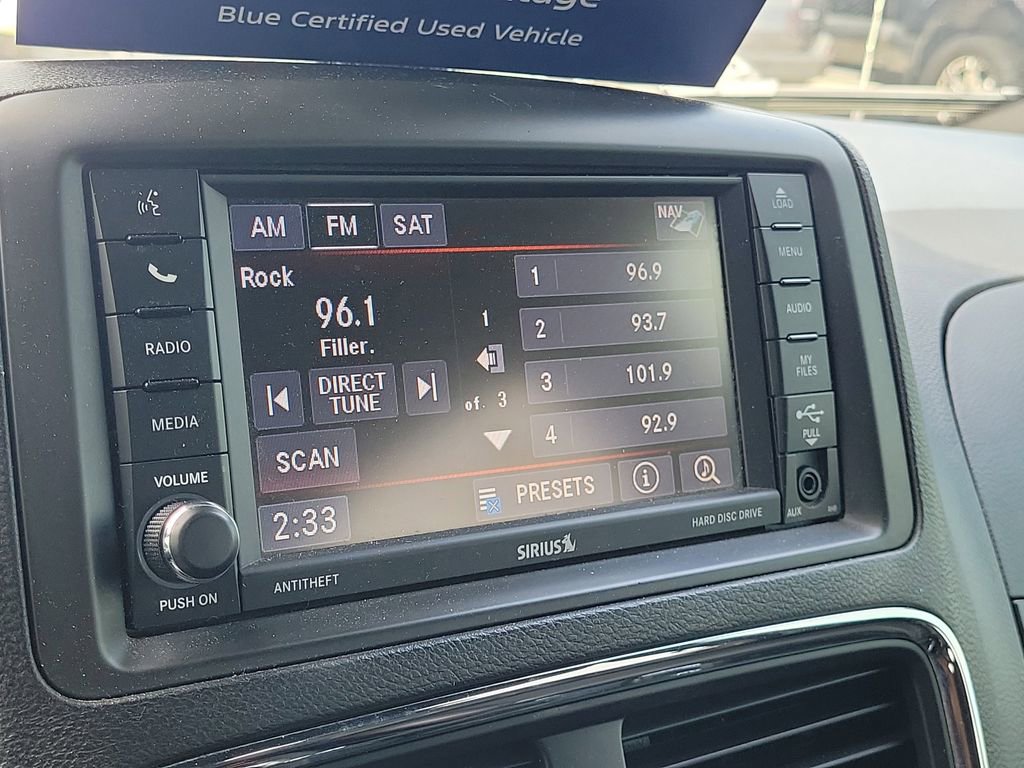 Blue Certified Used Vehicle
AM
FM
SAT
NAV
Rock
96.1
Filler.
DIRECT
TUNE
SCAN
2:33
1
of 3
1 96.9
2 93.7
3 101.9
4 92.9
PRESETS
i
RADIO
MEDIA
VOLUME
PUSH ON
LOAD
MENU
AUDIO
MY
FILES
PULL
AUX
ANTITHEFT
SIRIUS
HARD DISC DRIVE